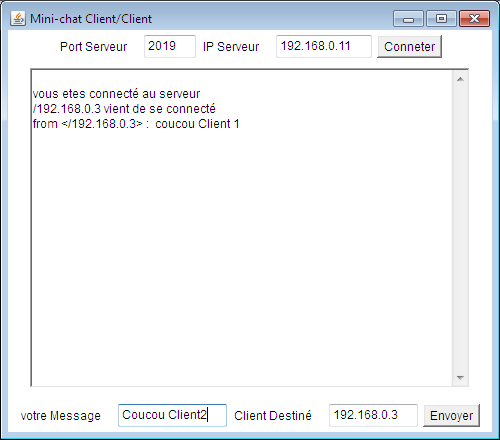 Mini-chat Client/Client
Port Serveur 2019 IP Serveur 192.168.0.11 Conneter
vous etes connecté au serveur
/192.168.0.3 vient de se connecté
from </192.168.0.3> : coucou Client 1
votre Message Coucou Client2 Client Destiné 192.168.0.3 Envoyer